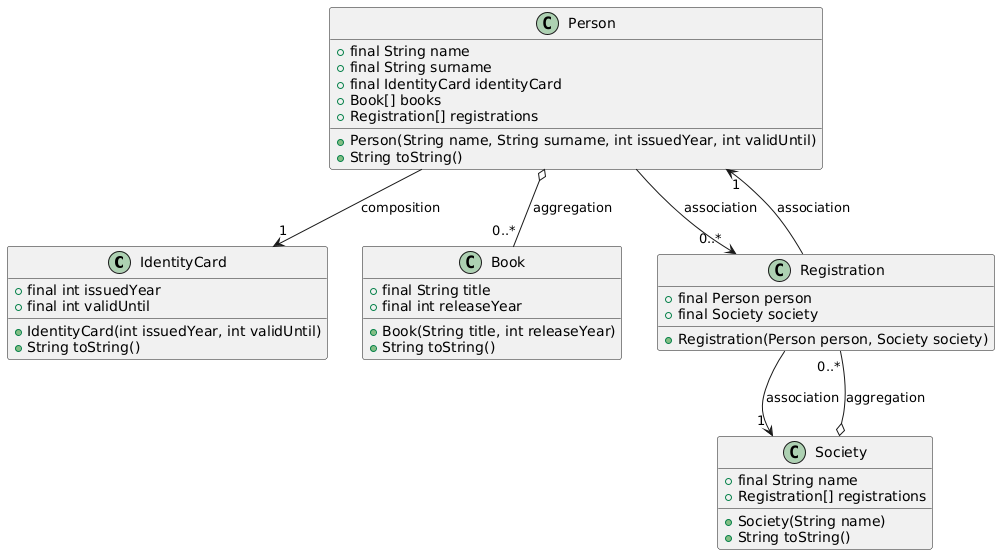 C Person
final String name
final String surname
final IdentityCard identityCard
Book[] books
Registration[] registrations
Person(String name, String surname, int issuedYear, int validUntil)
String toString()
composition
aggregation
association
association
1
0..*
0..*
1
C IdentityCard
final int issuedYear
final int validUntil
IdentityCard(int issuedYear, int validUntil)
String toString()
C Book
final String title
final int releaseYear
Book(String title, int releaseYear)
String toString()
C Registration
final Person person
final Society society
Registration(Person person, Society society)
0..*
association
aggregation
1
C Society
final String name
Registration[] registrations
Society(String name)
String toString()